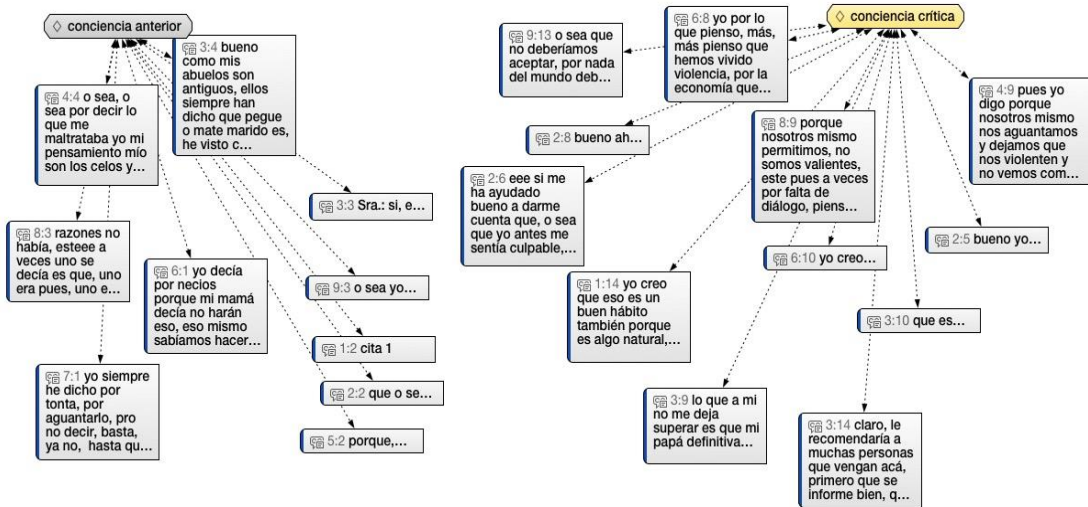 conciencia anterior
3:4 bueno
como mis
abuelos son
antiguos, ellos
siempre han
dicho que pegue
o mate marido es,
he visto c...
4:4 o sea, o
sea por decir lo
que me
maltrataba yo mi
pensamiento mío
son los celos y...
3:3 Sra.: si, e...
8:3 razones no
había, esteee a
veces uno se
decía es que, uno
era pues, uno e...
6:1 yo decía
por necios
porque mi mamá
decía no harán
eso, eso mismo
sabíamos hacer...
9:3 o sea yo...
1:2 cita 1
7:1 yo siempre
he dicho por
tonta, por
aguantarlo, pro
no decir, basta,
ya no, hasta qu...
2:2 que o se...
5:2 porque,...
conciencia crítica
9:13 o sea que
no deberíamos
aceptar, por nada
del mundo deb...
6:8 yo por lo
que pienso, más,
más pienso que
hemos vivido
violencia, por la
economía que...
4:9 pues yo
digo porque
nosotros mismo
nos aguantamos
y dejamos que
nos violenten y
no vemos com...
2:8 bueno ah...
8:9 porque
nosotros mismo
permitimos, no
somos valientes,
este pues a veces
por falta de
diálogo, piens...
2:6 eee si me
ha ayudado
bueno a darme
cuenta que, o sea
que yo antes me
sentía culpable,...
2:5 bueno yo...
6:10 yo creo...
1:14 yo creo
que eso es un
buen hábito
también porque
es algo natural,...
3:10 que es...
3:9 lo que a mi
no me deja
superar es que mi
papá definitiva...
3:14 claro, le
recomendaría a
muchas personas
que vengan acá,
primero que se
informe bien, q...